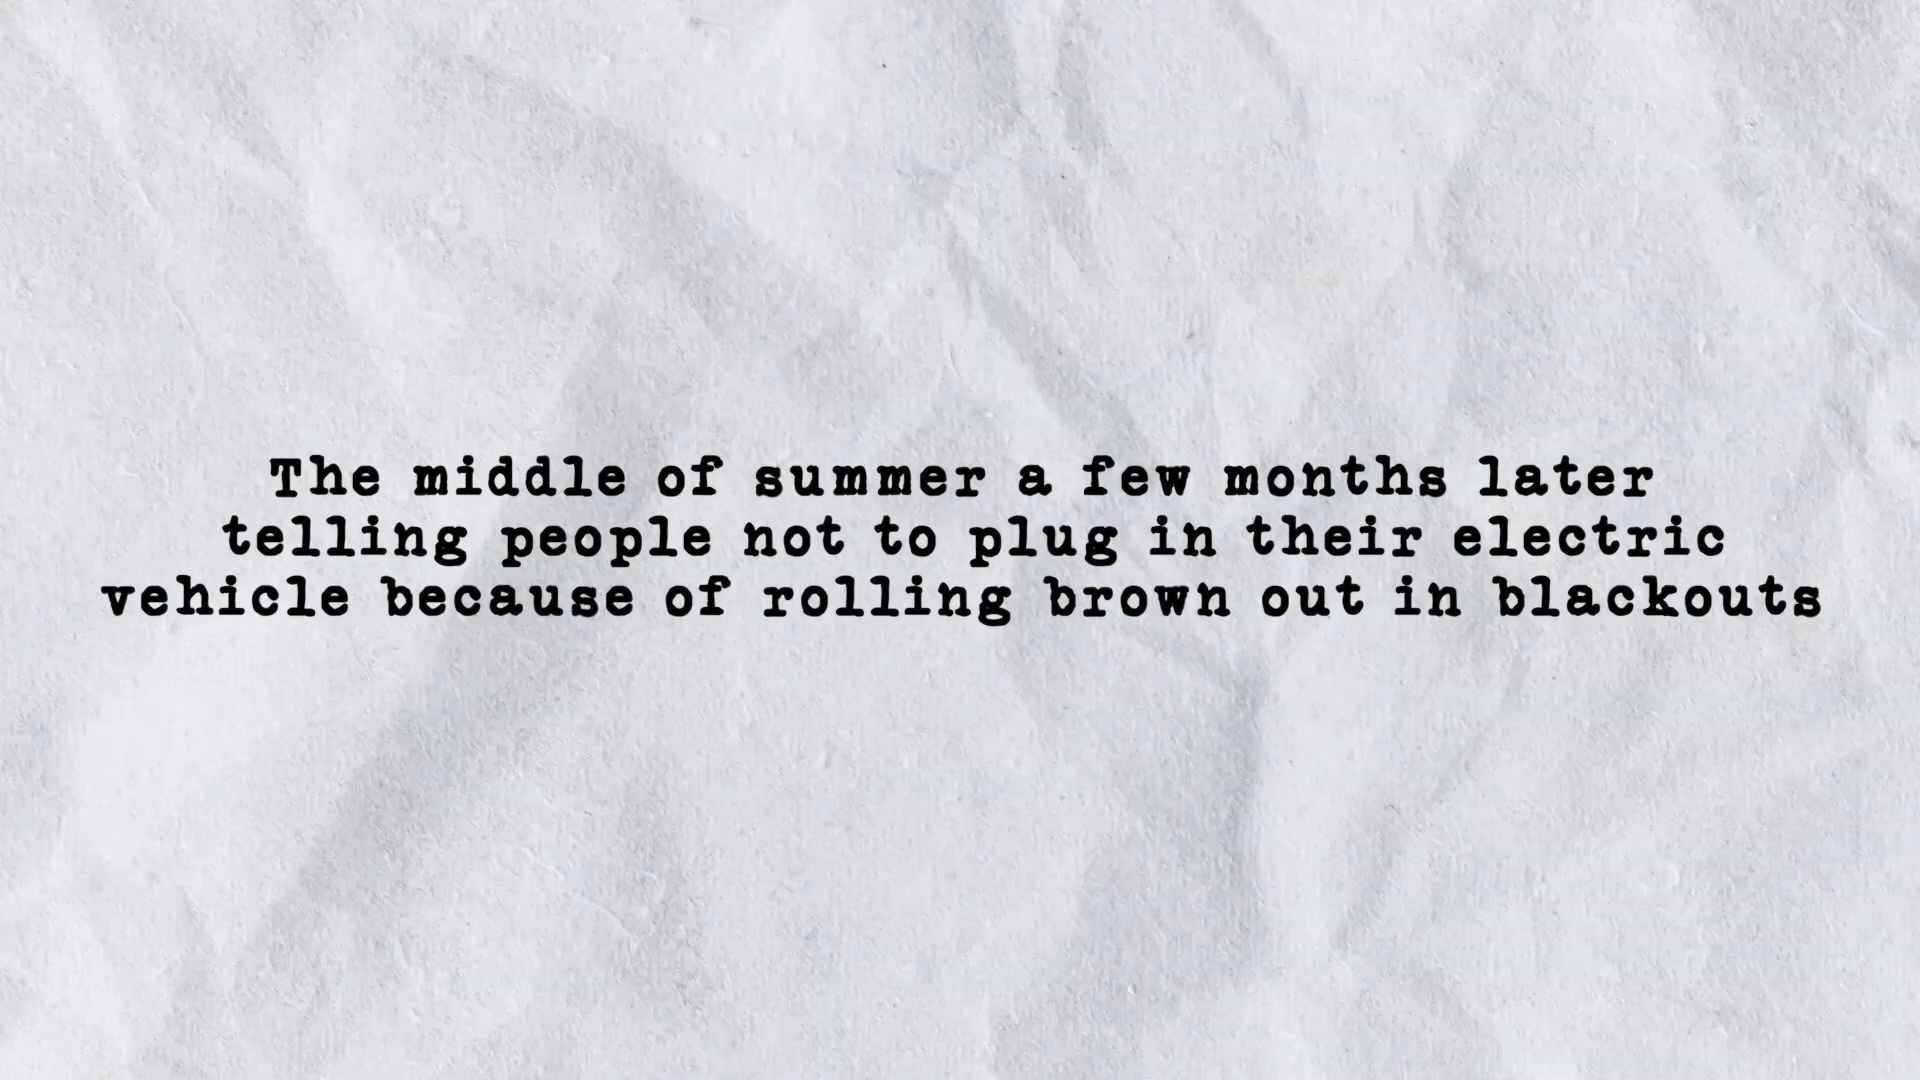 The middle of summer a few months later
telling people not to plug in their electric
vehicle because of rolling brown out in blackouts